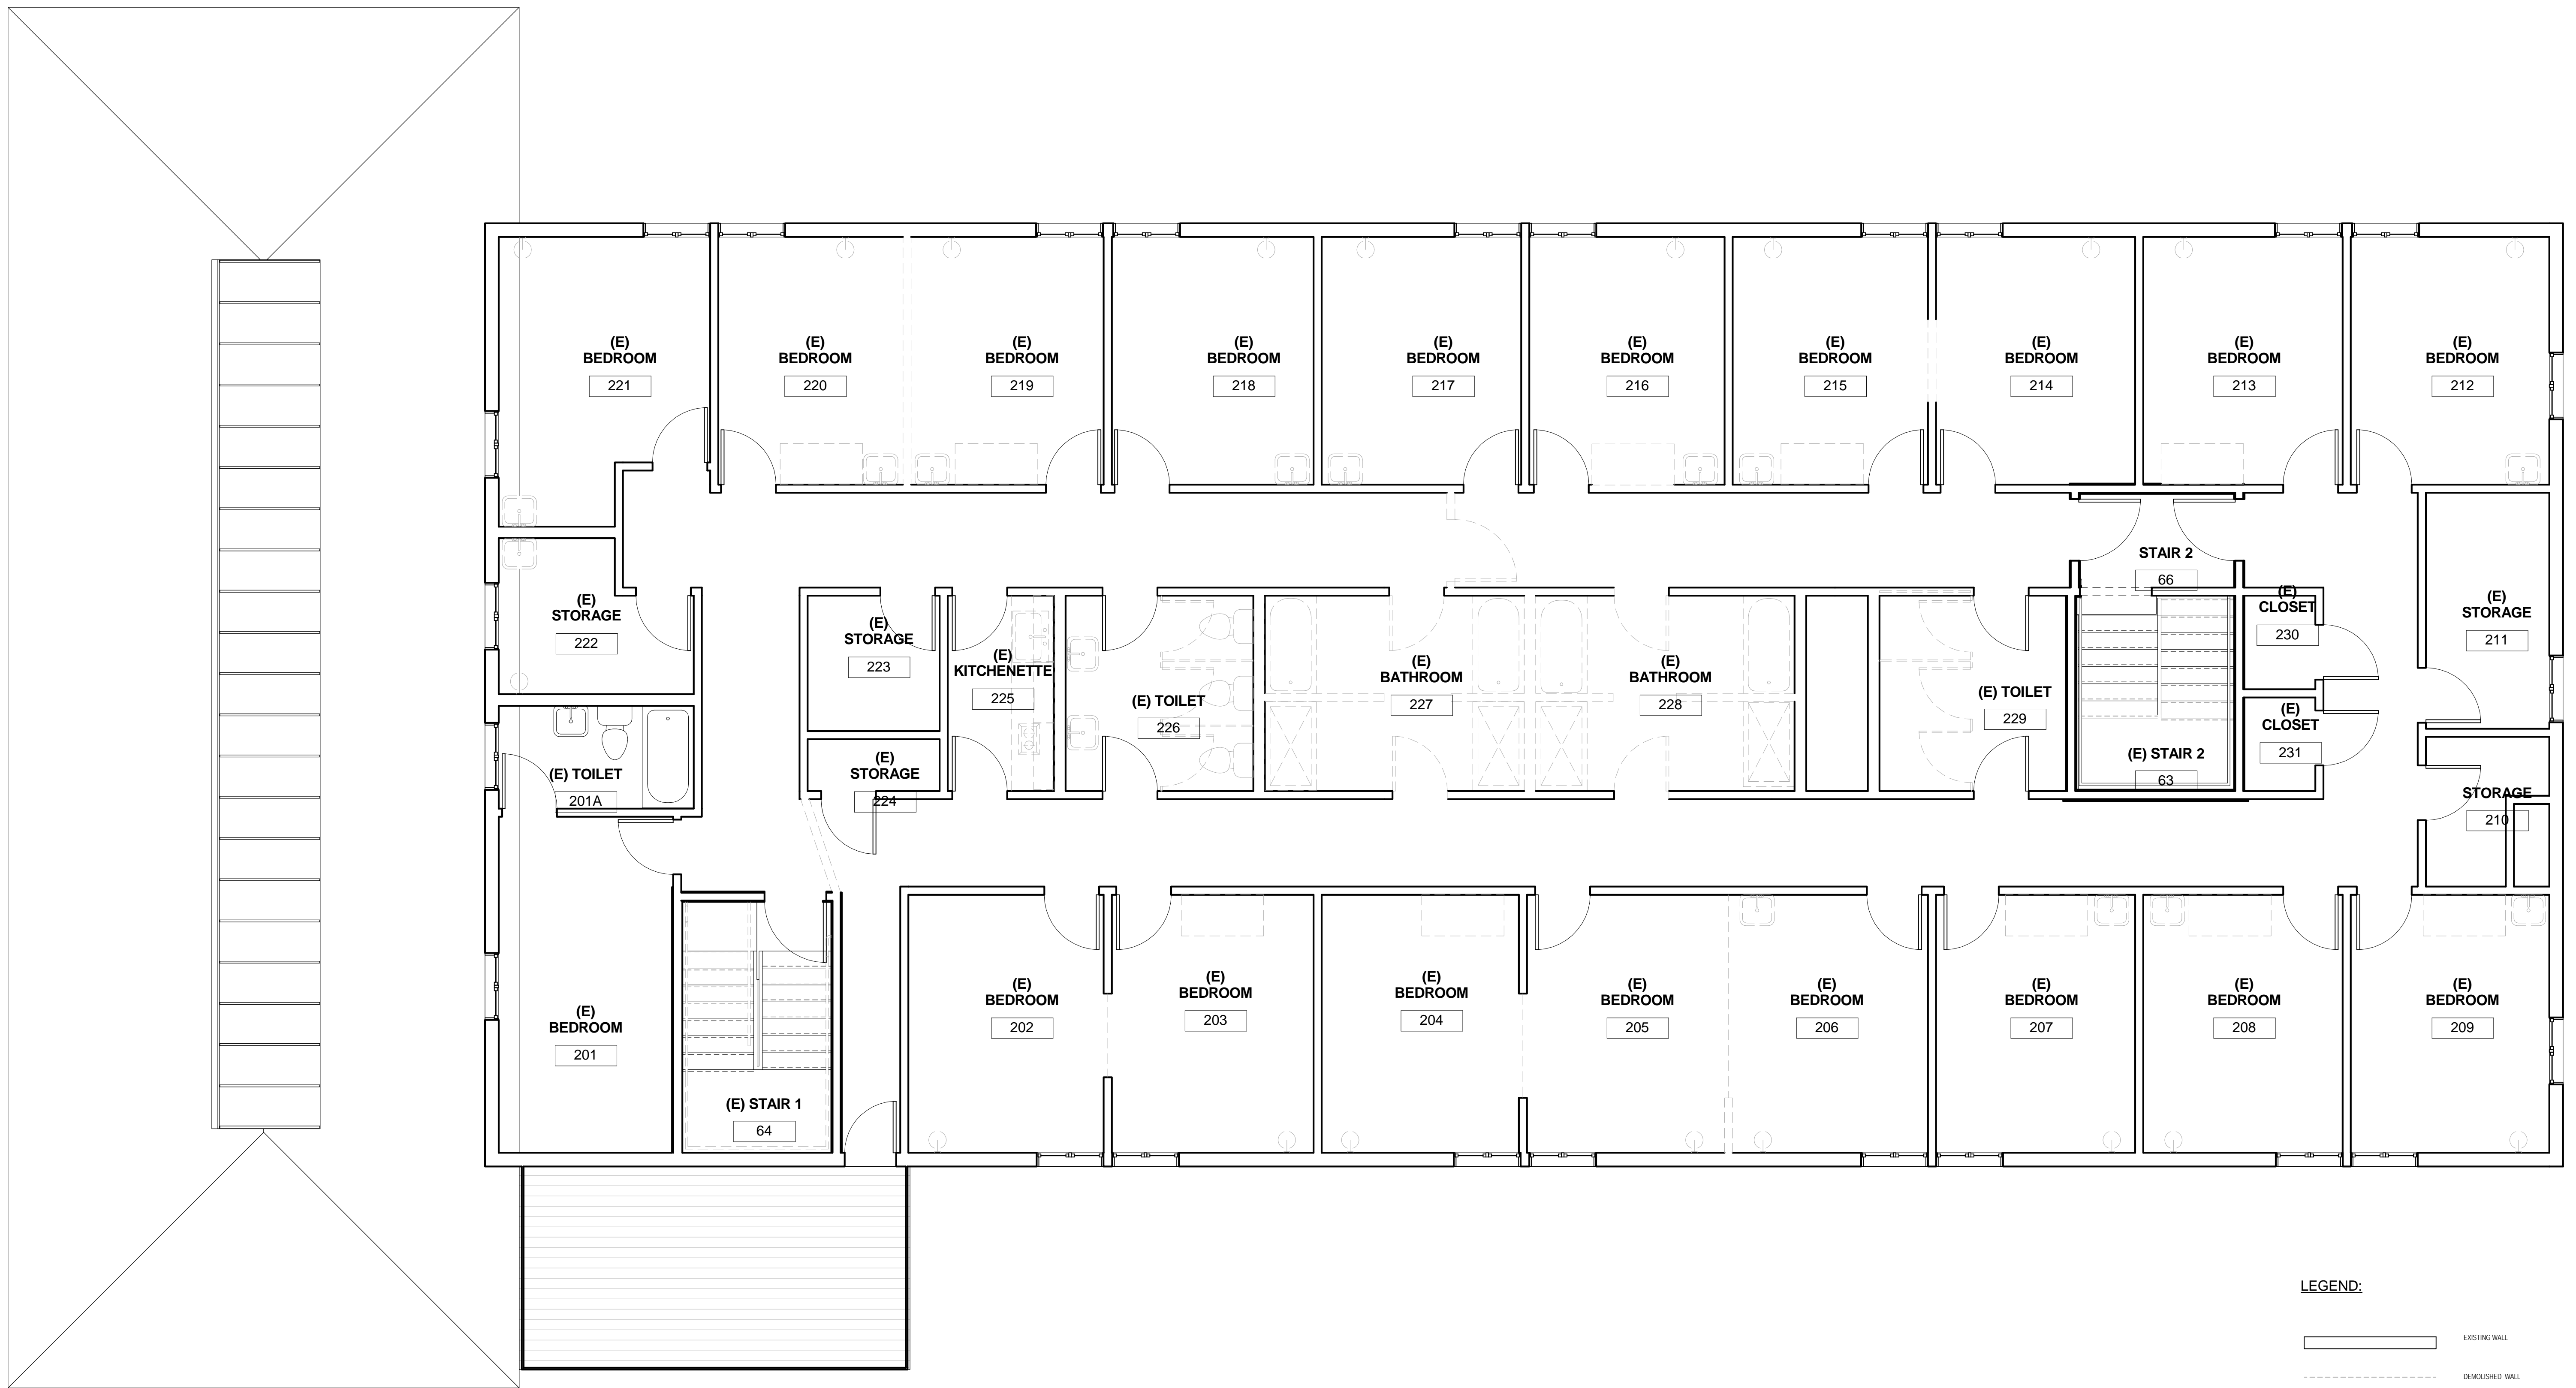 (E)
BEDROOM
221
(E)
BEDROOM
220
(E)
BEDROOM
219
(E)
BEDROOM
218
(E)
BEDROOM
217
(E)
BEDROOM
216
(E)
BEDROOM
215
(E)
BEDROOM
214
(E)
BEDROOM
213
(E)
BEDROOM
212
STAIR 2
66
(E)
STORAGE
222
(E)
STORAGE
223
(E)
KITCHENETTE
225
(E) TOILET
226
(E)
BATHROOM
227
(E)
BATHROOM
228
(E) TOILET
229
(E)
CLOSET
230
(E)
STORAGE
211
(E) TOILET
201A
(E)
STORAGE
224
(E) STAIR 2
63
(E)
CLOSET
231
STORAGE
210
(E)
BEDROOM
201
(E) STAIR 1
64
(E)
BEDROOM
202
(E)
BEDROOM
203
(E)
BEDROOM
204
(E)
BEDROOM
205
(E)
BEDROOM
206
(E)
BEDROOM
207
(E)
BEDROOM
208
(E)
BEDROOM
209
LEGEND:
EXISTING WALL
DEMOLISHED WALL